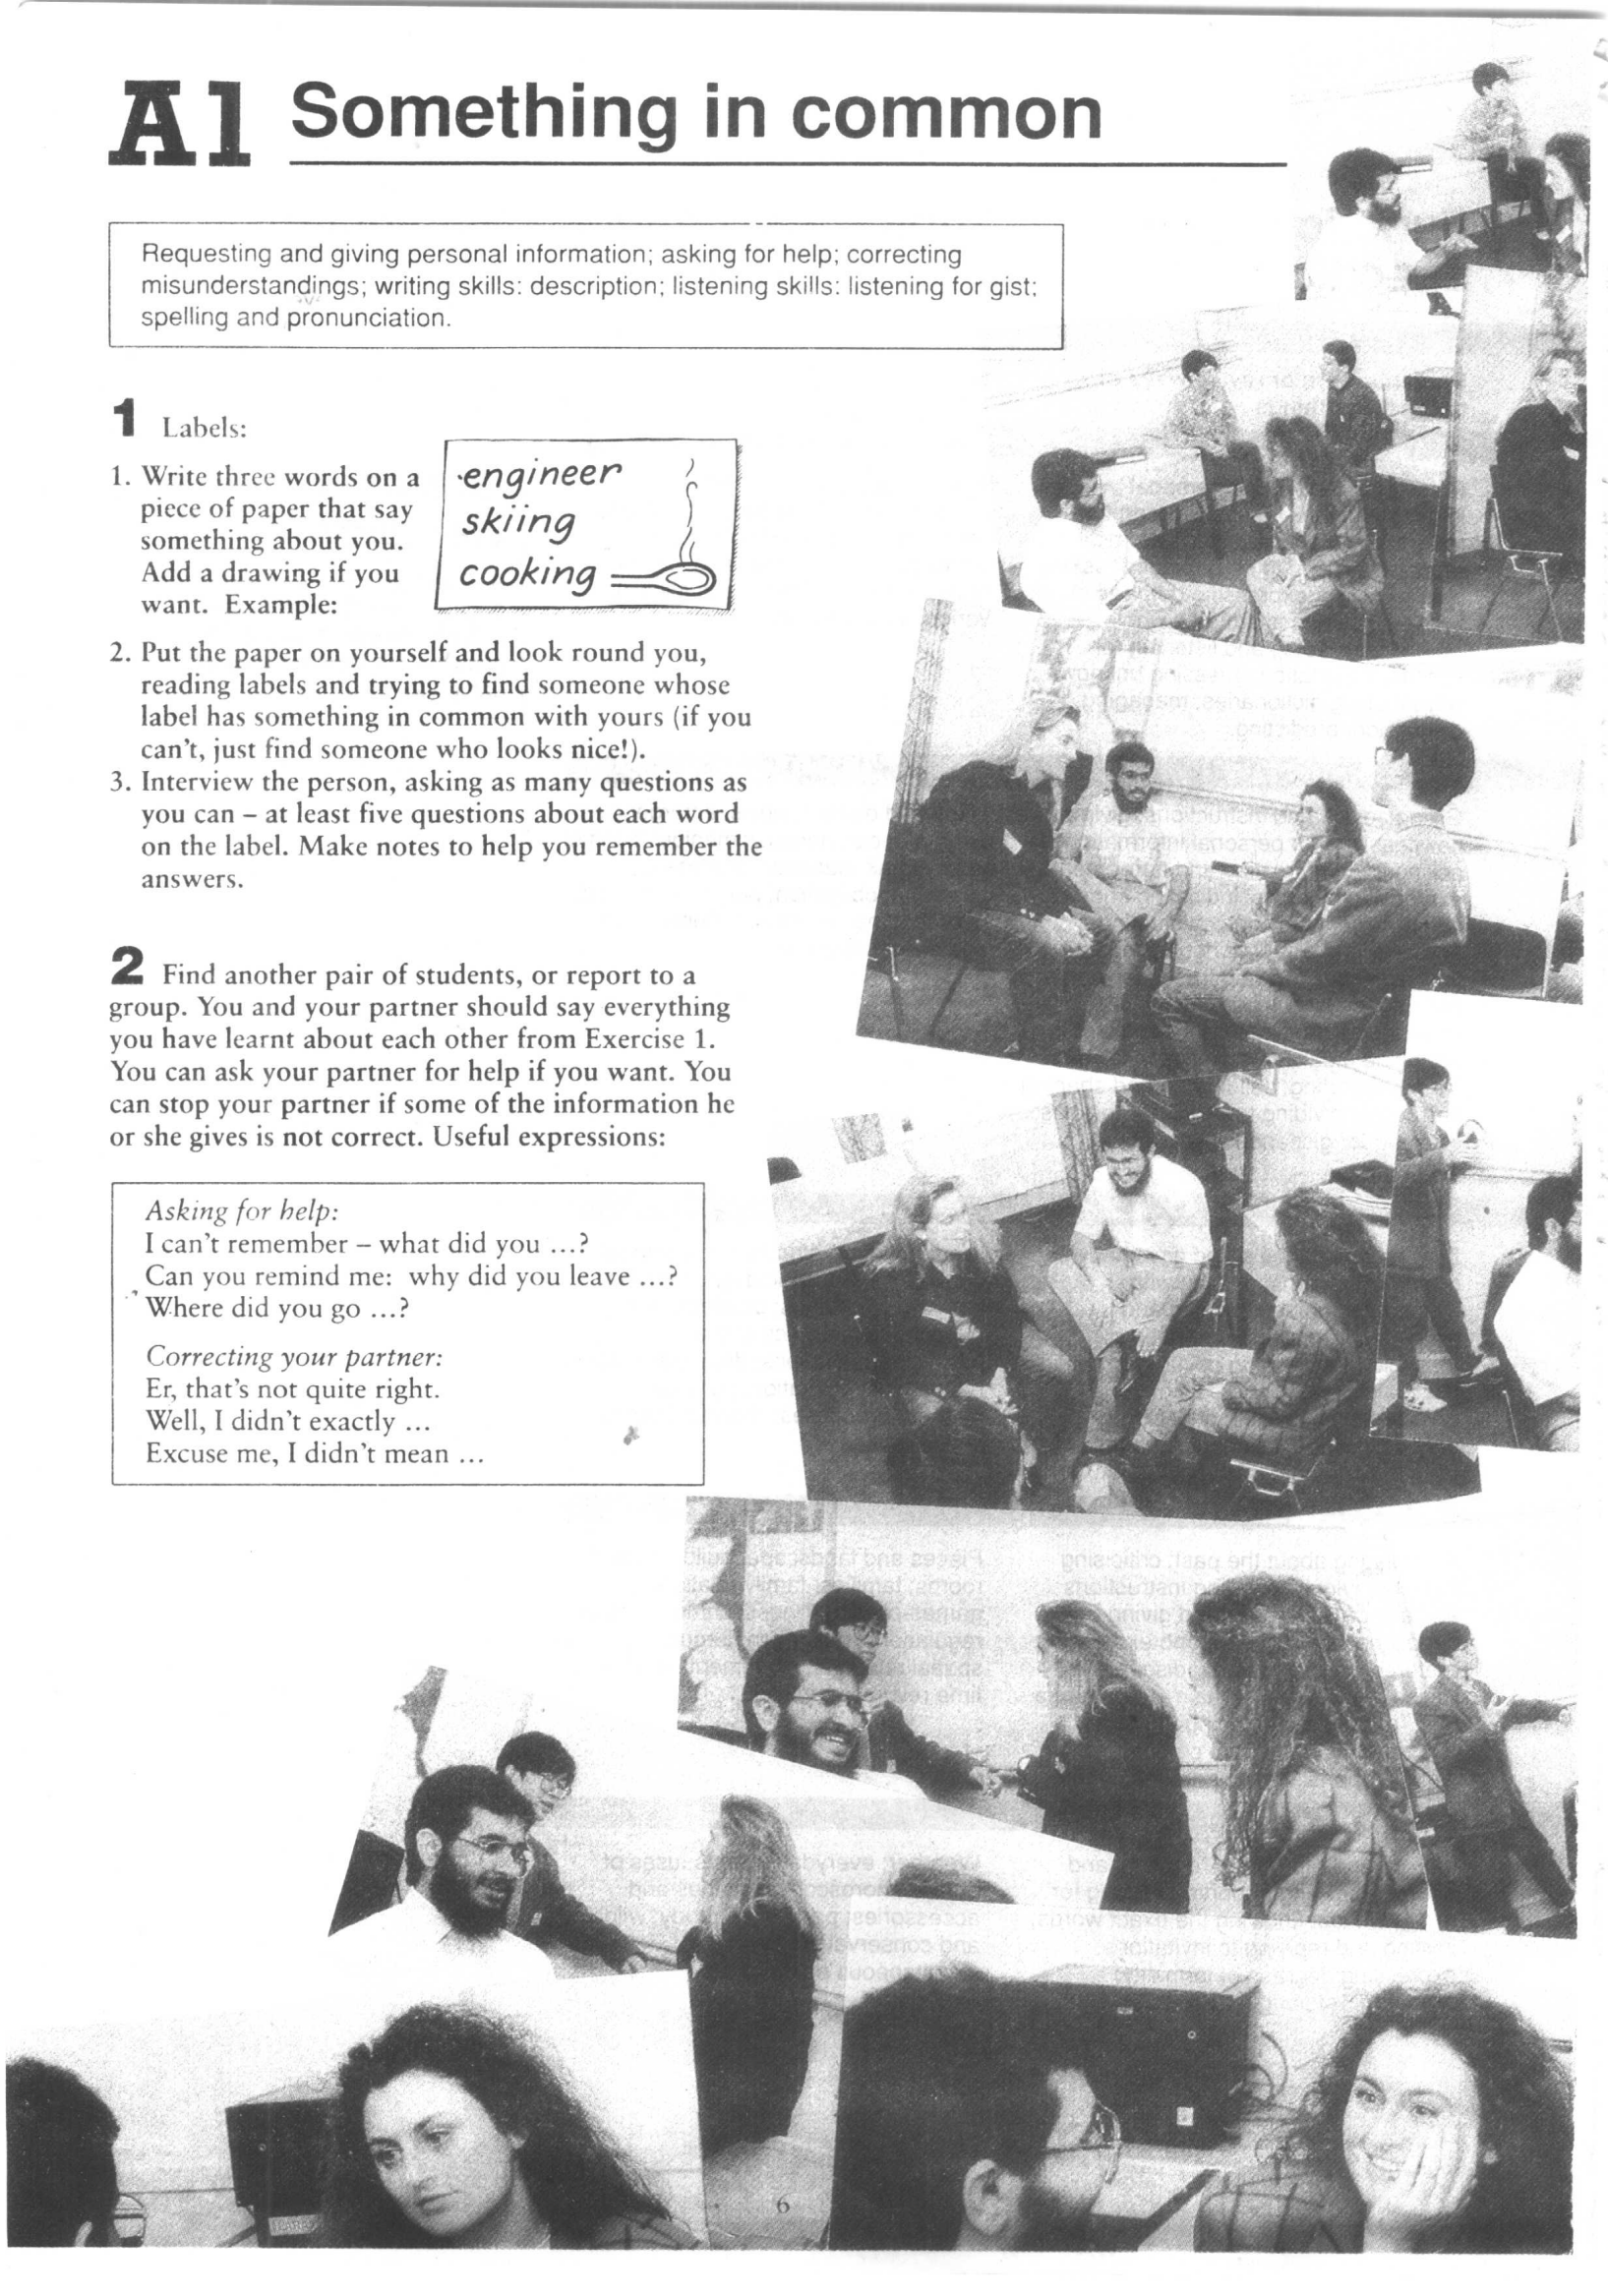 A1 Something in common
Requesting and giving personal information; asking for help; correcting
misunderstandings; writing skills: description; listening skills: listening for gist;
spelling and pronunciation.
1 Labels:
1. Write three words on a
piece of paper that say
something about you.
Add a drawing if you
want. Example:
engineer
skiing
cooking
2. Put the paper on yourself and look round you,
reading labels and trying to find someone whose
label has something in common with yours (if you
can't, just find someone who looks nice!).
3. Interview the person, asking as many questions as
you can – at least five questions about each word
on the label. Make notes to help you remember the
answers.
2 Find another pair of students, or report to a
group. You and your partner should say everything
you have learnt about each other from Exercise 1.
You can ask your partner for help if you want. You
can stop your partner if some of the information he
or she gives is not correct. Useful expressions:
Asking for help:
I can't remember – what did you ...?
Can you remind me: why did you leave ...?
Where did you go ...?
Correcting your partner:
Er, that's not quite right.
Well, I didn't exactly ...
Excuse me, I didn't mean ...
6